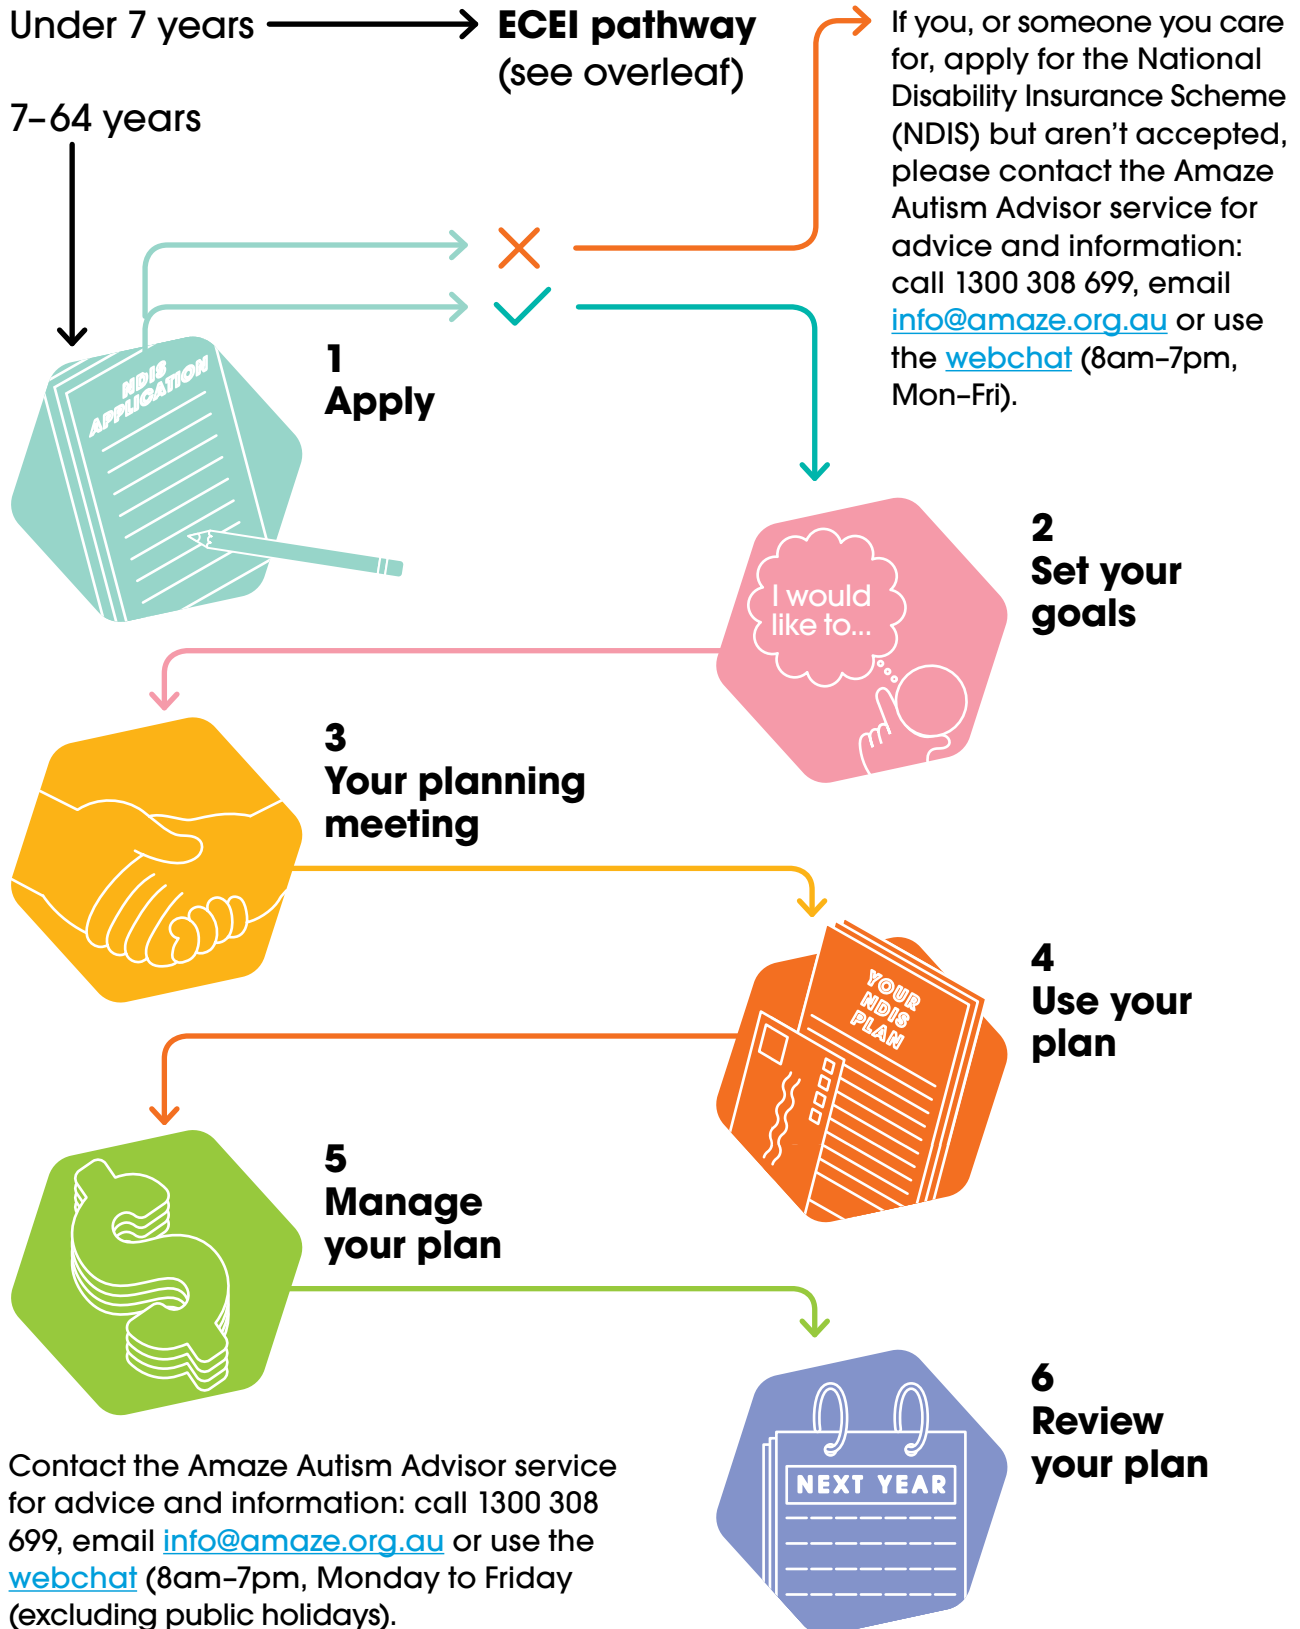 Under 7 years
ECEI pathway
(see overleaf)
7–64 years
If you, or someone you care
for, apply for the National
Disability Insurance Scheme
(NDIS) but aren't accepted,
please contact the Amaze
Autism Advisor service for
advice and information:
call 1300 308 699, email
info@amaze.org.au or use
the webchat (8am–7pm,
Mon–Fri).
NDIS
APPLICATION
1
Apply
I would
like to...
2
Set your
goals
3
Your planning
meeting
YOUR
NDIS
PLAN
4
Use your
plan
5
Manage
your plan
NEXT YEAR
6
Review
your plan
Contact the Amaze Autism Advisor service
for advice and information: call 1300 308
699, email info@amaze.org.au or use the
webchat (8am–7pm, Monday to Friday
(excluding public holidays).